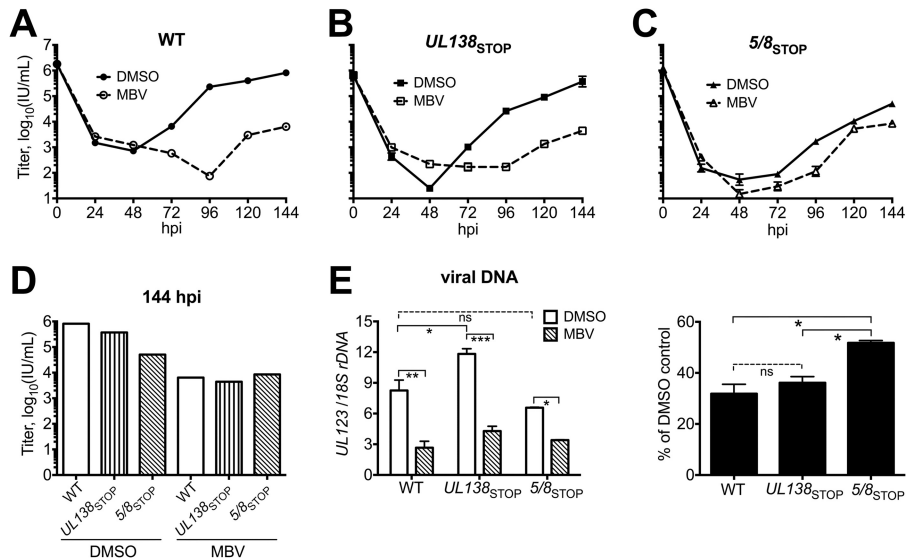 A
WT
Titer, log10(IU/mL)
7
6
5
4
3
2
1
DMSO
MBV
0 24 48 72 96 120 144
hpi
B
UL138STOP
DMSO
MBV
0 24 48 72 96 120 144
hpi
C
5/8STOP
DMSO
MBV
0 24 48 72 96 120 144
hpi
D
144 hpi
Titer, log10(IU/mL)
6
5
4
3
2
1
0
WT
UL138STOP
5/8STOP
WT
UL138STOP
5/8STOP
DMSO MBV
E
viral DNA
UL123 /18S rDNA
15
12
9
6
3
0
ns
*
***
**
*
DMSO
MBV
WT UL138STOP 5/8STOP
% of DMSO control
60
40
20
0
*
*
ns
WT UL138STOP 5/8STOP